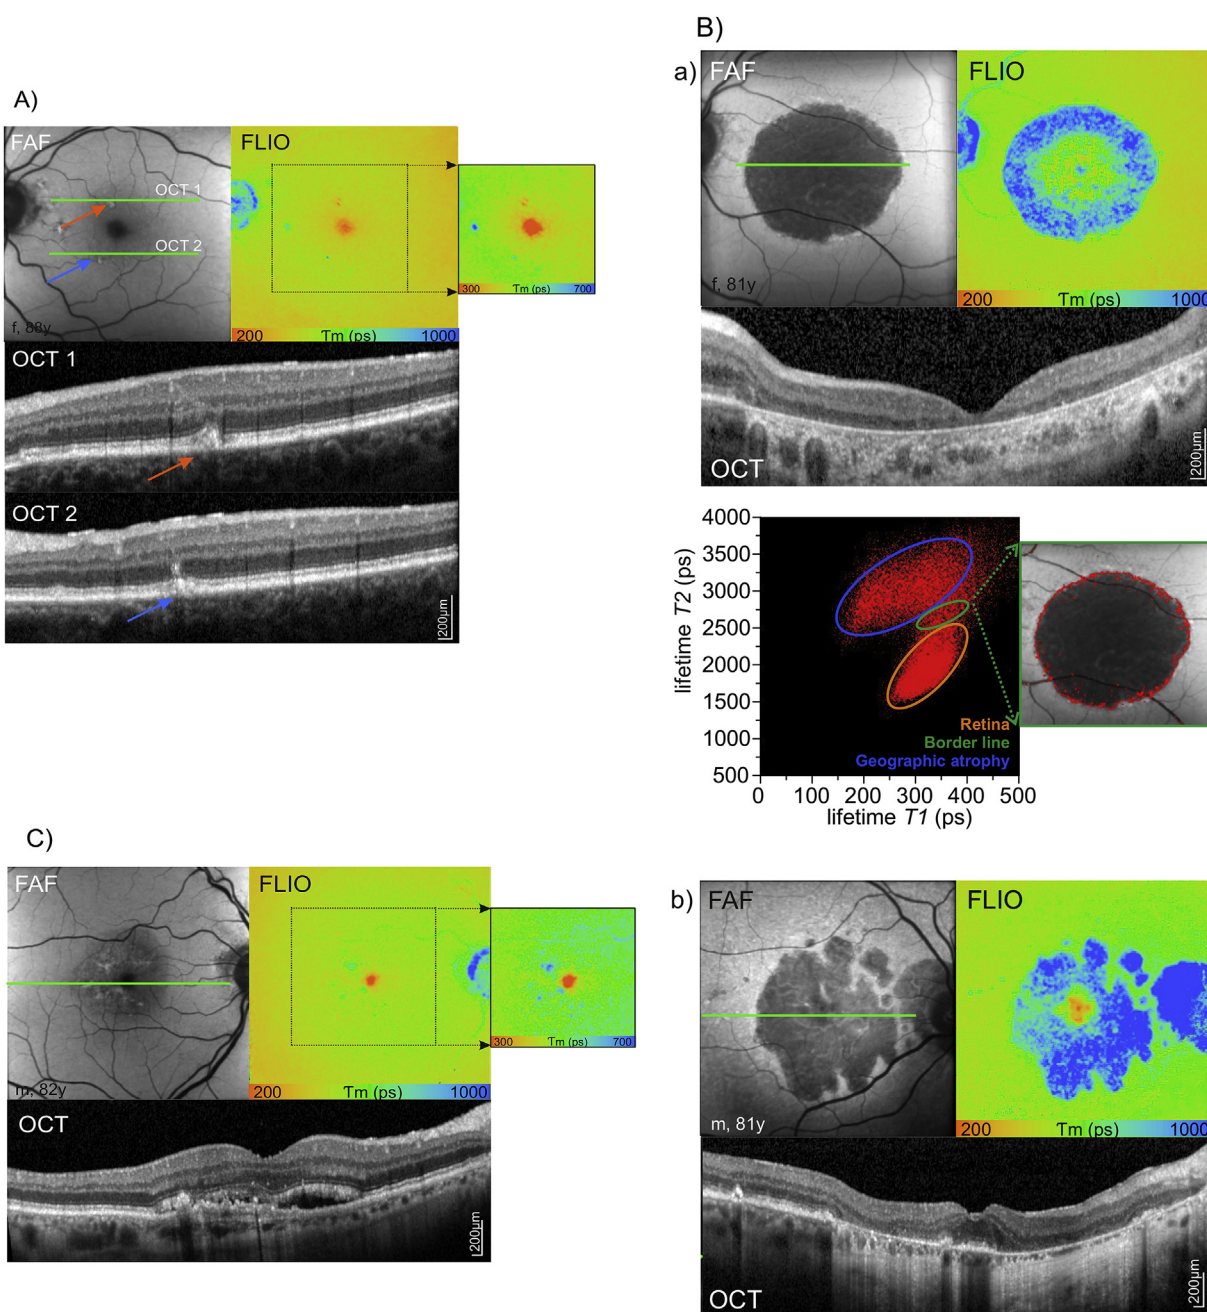 A)
FAF
FLIO
OCT 1
OCT 2
f, 88y
200 Tm (ps) 1000
300 Tm (ps) 700
OCT 1
OCT 2
200µm
B)
a)
FAF
FLIO
f, 81y
200 Tm (ps) 1000
OCT
200µm
4000
3500
3000
2500
2000
1500
1000
500
lifetime T2 (ps)
Retina
Border line
Geographic atrophy
0 100 200 300 400 500
lifetime T1 (ps)
C)
FAF
FLIO
m, 82y
200 Tm (ps) 1000
300 Tm (ps) 700
OCT
200µm
b)
FAF
FLIO
m, 81y
200 Tm (ps) 1000
OCT
200µm